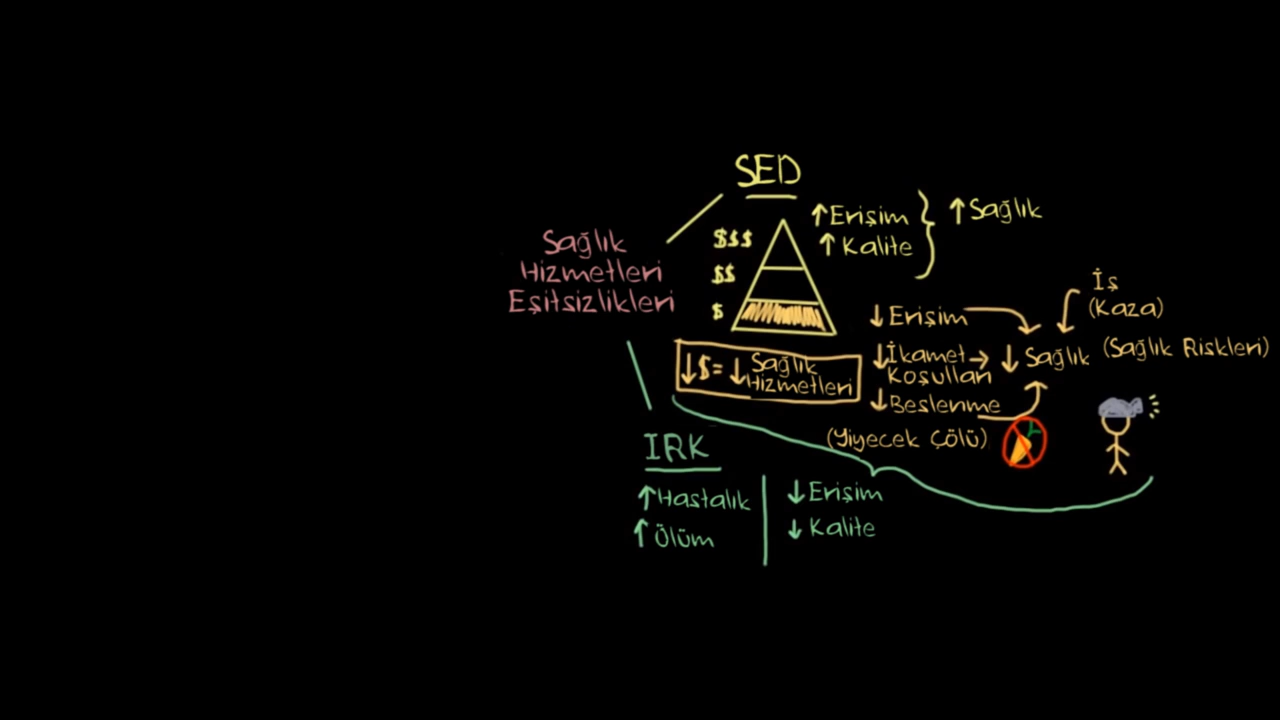 SED
Sağlık
Hizmetleri
Eşitsizlikleri
$$$
$$
$
↑Erişim
↑Kalite
↑Sağlık
↓$=↓Sağlık
Hizmetleri
↓Erişim
↓İkamet→
Koşulları
↓Beslenme
(Yiyecek Çölü)
İş
(Kaza)
↓Sağlık (Sağlık Riskleri)
IRK
↑Hastalık
↑Ölüm
↓Erişim
↓Kalite